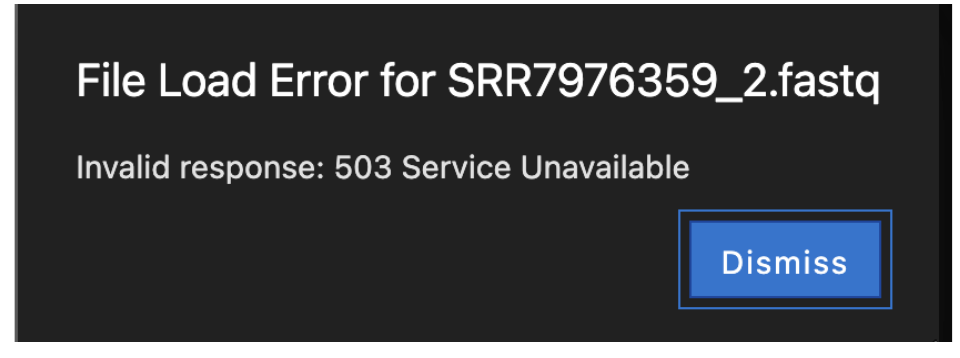 File Load Error for SRR7976359_2.fastq
Invalid response: 503 Service Unavailable
Dismiss